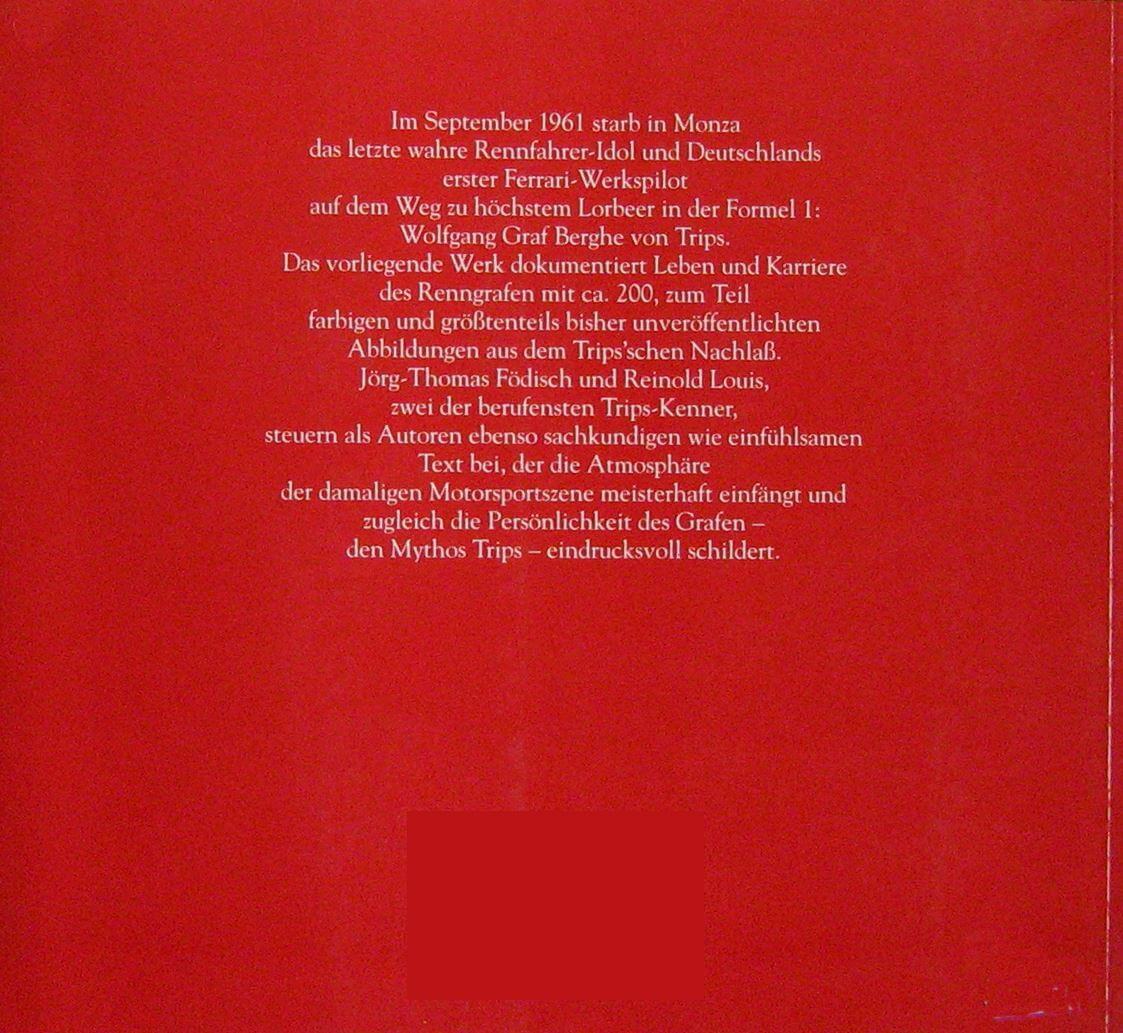 Im September 1961 starb in Monza
das letzte wahre Rennfahrer-Idol und Deutschlands
erster Ferrari-Werkspilot
auf dem Weg zu höchstem Lorbeer in der Formel 1:
Wolfgang Graf Berghe von Trips.
Das vorliegende Werk dokumentiert Leben und Karriere
des Renngrafen mit ca. 200, zum Teil
farbigen und größtenteils bisher unveröffentlichten
Abbildungen aus dem Trips'schen Nachlaß.
Jörg-Thomas Födisch und Reinold Louis,
zwei der berufensten Trips-Kenner,
steuern als Autoren ebenso sachkundigen wie einfühlsamen
Text bei, der die Atmosphäre
der damaligen Motorsportszene meisterhaft einfängt und
zugleich die Persönlichkeit des Grafen –
den Mythos Trips – eindrucksvoll schildert.